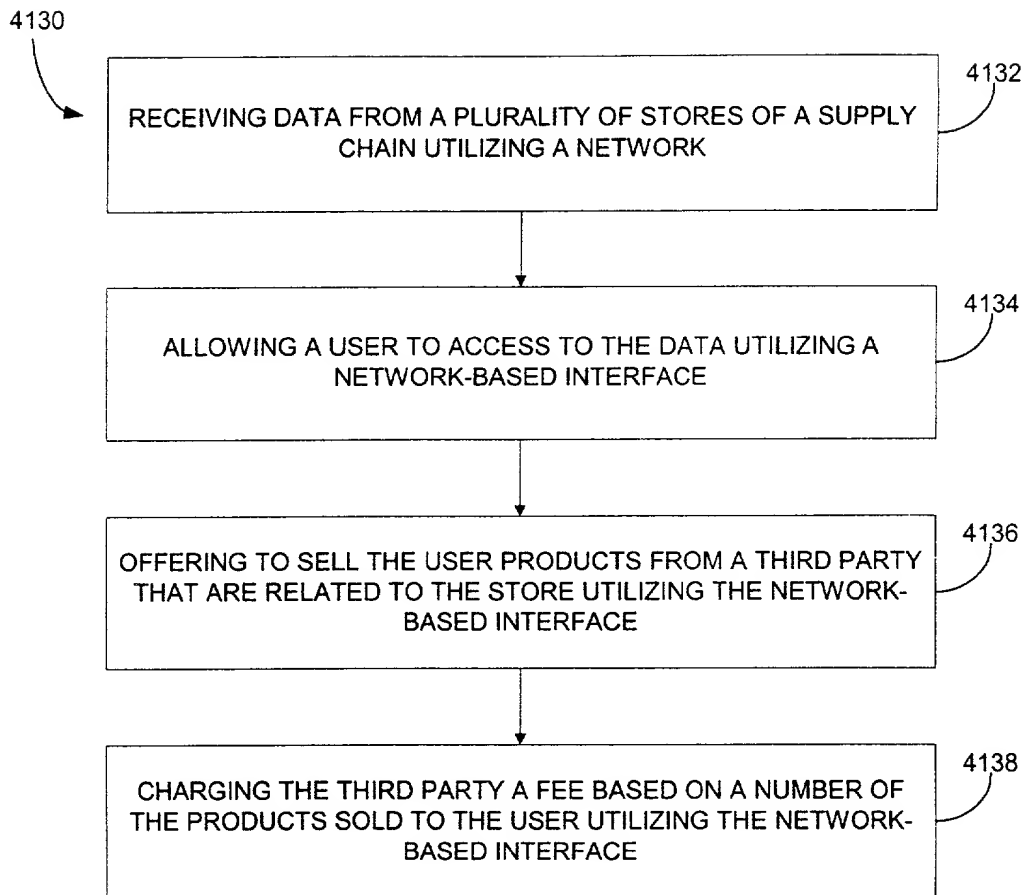 4130
4132
RECEIVING DATA FROM A PLURALITY OF STORES OF A SUPPLY
CHAIN UTILIZING A NETWORK
4134
ALLOWING A USER TO ACCESS TO THE DATA UTILIZING A
NETWORK-BASED INTERFACE
4136
OFFERING TO SELL THE USER PRODUCTS FROM A THIRD PARTY
THAT ARE RELATED TO THE STORE UTILIZING THE NETWORK-
BASED INTERFACE
4138
CHARGING THE THIRD PARTY A FEE BASED ON A NUMBER OF
THE PRODUCTS SOLD TO THE USER UTILIZING THE NETWORK-
BASED INTERFACE